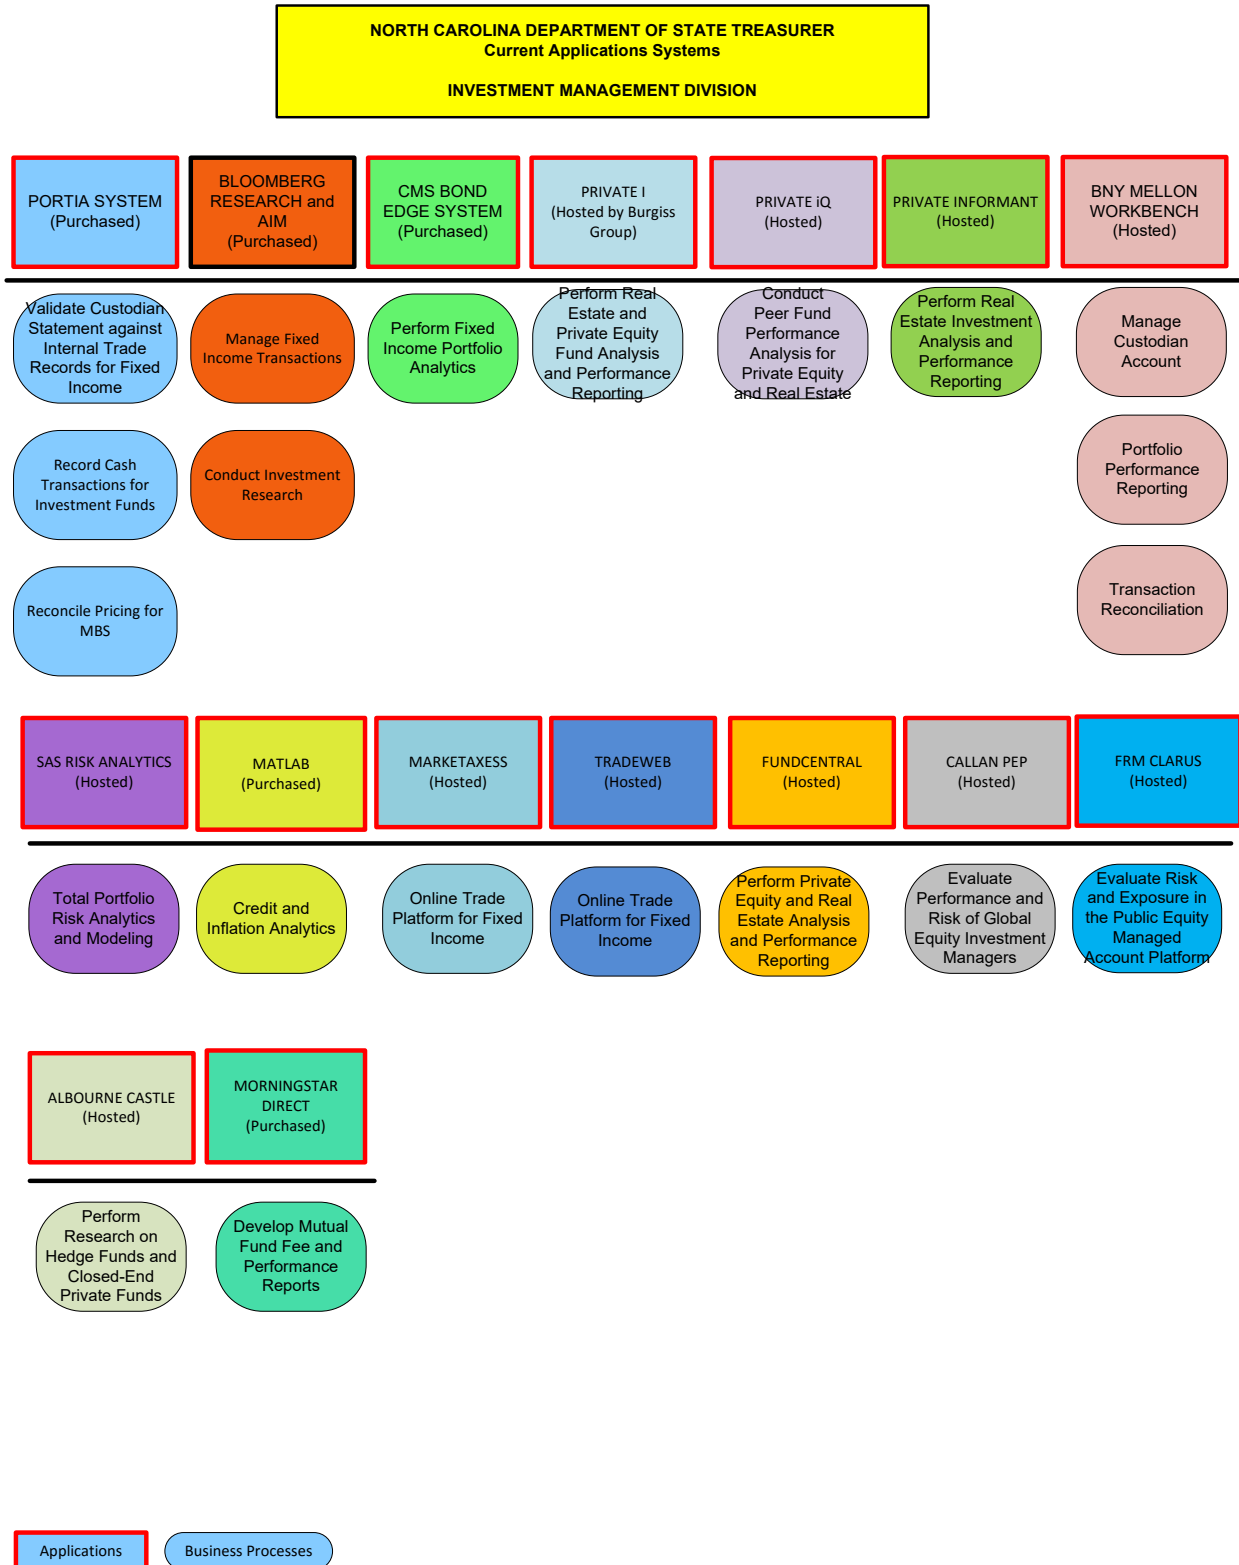 NORTH CAROLINA DEPARTMENT OF STATE TREASURER
Current Applications Systems
INVESTMENT MANAGEMENT DIVISION
PORTIA SYSTEM
(Purchased)
BLOOMBERG
RESEARCH and
AIM
(Purchased)
CMS BOND
EDGE SYSTEM
(Purchased)
PRIVATE I
(Hosted by Burgiss
Group)
PRIVATE iQ
(Hosted)
PRIVATE INFORMANT
(Hosted)
BNY MELLON
WORKBENCH
(Hosted)
Validate Custodian
Statement against
Internal Trade
Records for Fixed
Income
Manage Fixed
Income Transactions
Perform Fixed
Income Portfolio
Analytics
Perform Real
Estate and
Private Equity
Fund Analysis
and Performance
Reporting
Conduct
Peer Fund
Performance
Analysis for
Private Equity
and Real Estate
Perform Real
Estate Investment
Analysis and
Performance
Reporting
Manage
Custodian
Account
Record Cash
Transactions for
Investment Funds
Conduct Investment
Research
Portfolio
Performance
Reporting
Reconcile Pricing for
MBS
Transaction
Reconciliation
SAS RISK ANALYTICS
(Hosted)
MATLAB
(Purchased)
MARKETAXESS
(Hosted)
TRADEWEB
(Hosted)
FUNDCENTRAL
(Hosted)
CALLAN PEP
(Hosted)
FRM CLARUS
(Hosted)
Total Portfolio
Risk Analytics
and Modeling
Credit and
Inflation Analytics
Online Trade
Platform for Fixed
Income
Online Trade
Platform for Fixed
Income
Perform Private
Equity and Real
Estate Analysis
and Performance
Reporting
Evaluate
Performance and
Risk of Global
Equity Investment
Managers
Evaluate Risk
and Exposure in
the Public Equity
Managed
Account Platform
ALBOURNE CASTLE
(Hosted)
MORNINGSTAR
DIRECT
(Purchased)
Perform
Research on
Hedge Funds and
Closed-End
Private Funds
Develop Mutual
Fund Fee and
Performance
Reports
Applications
Business Processes